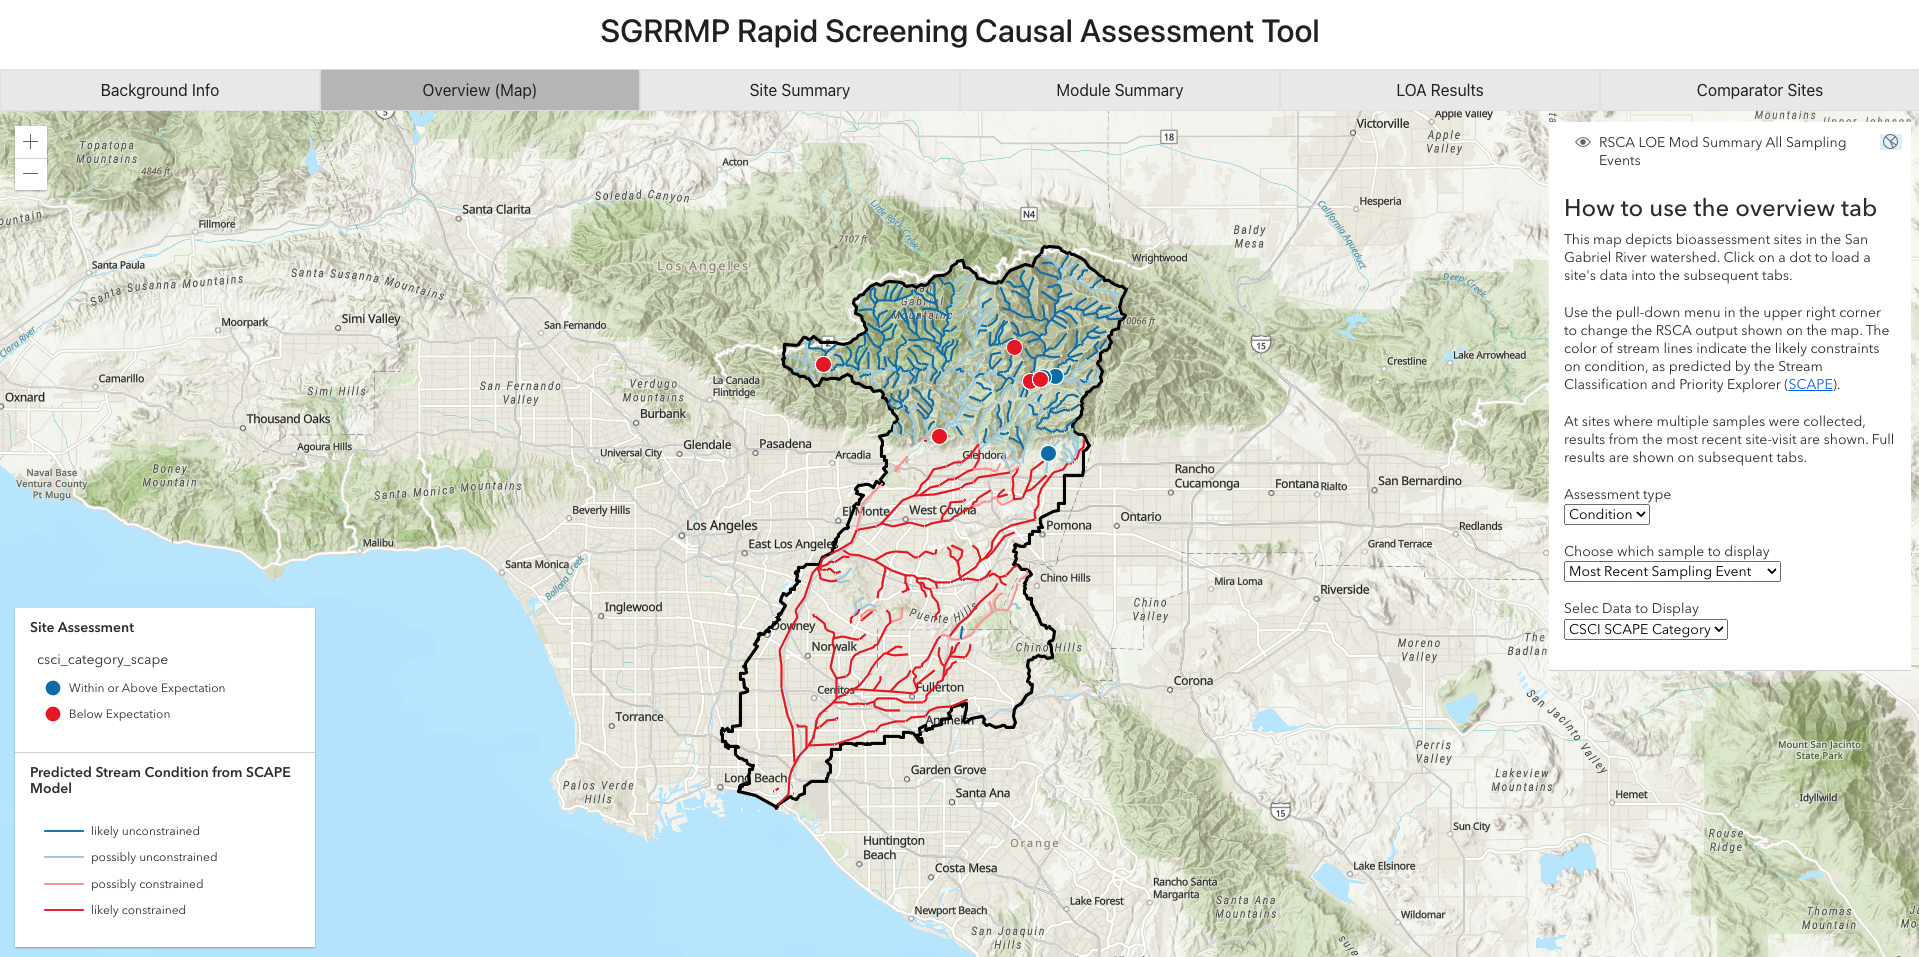 SGRRMP Rapid Screening Causal Assessment Tool
Background Info
Overview (Map)
Site Summary
Module Summary
LOA Results
Comparator Sites
RSCA LOE Mod Summary All Sampling
Events
How to use the overview tab
This map depicts bioassessment sites in the San
Gabriel River watershed. Click on a dot to load a
site's data into the subsequent tabs.
Use the pull-down menu in the upper right corner
to change the RSCA output shown on the map. The
color of stream lines indicate the likely constraints
on condition, as predicted by the Stream
Classification and Priority Explorer (SCAPE).
At sites where multiple samples were collected,
results from the most recent site-visit are shown. Full
results are shown on subsequent tabs.
Assessment type
Condition
Choose which sample to display
Most Recent Sampling Event
Selec Data to Display
CSCI SCAPE Category
Site Assessment
csci_category_scape
Within or Above Expectation
Below Expectation
Predicted Stream Condition from SCAPE
Model
likely unconstrained
possibly unconstrained
possibly constrained
likely constrained
5
Topatopa
Mountains
4846 ft
Acton
18
Victorville
Apple Valley
Apple
Valley
Mountains
Upper Johnson
Soledad Canyon
Santa Clarita
Fillmore
Little Rock Creek
N4
California Aqueduct
Hesperia
Baldy
Mesa
7107 ft
Los Angeles
Wrightwood
Santa Paula
Santa Susana Mountains
Santa Susana Mountains
Deep Creek
San
Gabriel
Mountains
10066 ft
Moorpark
Simi Valley
San Fernando
2
15
Clara River
Crestline
Lake Arrowhead
Camarillo
Simi Hills
San Fernando
Valley
Verdugo
Mountains
La Canada
Flintridge
Oxnard
Thousand Oaks
Burbank
Agoura Hills
Glendale
Pasadena
Universal City
Arcadia
Glendora
Naval Base
Ventura County
Pt Mugu
Boney
Mountain
Santa Monica Mountains
Rancho
Cucamonga
Fontana
Rialto
San Bernardino
Beverly Hills
Los Angeles
El Monte
West Covina
Pomona
Ontario
Redlands
Malibu
East Los Angeles
Grand Terrace
Santa Monica
Ballona Creek
Chino Hills
Mira Loma
Riverside
Inglewood
Downey
Puente Hills
Chino
Valley
Norwalk
Chino Hills
Moreno
Valley
The
Badlan
Cerritos
Fullerton
Corona
Torrance
Anaheim
San Jacinto Valley
Perris
Valley
Mount San Jacinto
State Park
Long Beach
Garden Grove
Palos Verde
Hills
Santa Ana
Lakeview
Mountains
Hemet
Idyllwild
15
Sun City
Huntington
Beach
Orange
Rouse
Ridge
Costa Mesa
Lake Elsinore
Rancho Santa
Margarita
Lake Forest
Santa Ana
Mountains
Newport Beach
Wildomar
Thomas
Mountain
San Joaquin
Hills